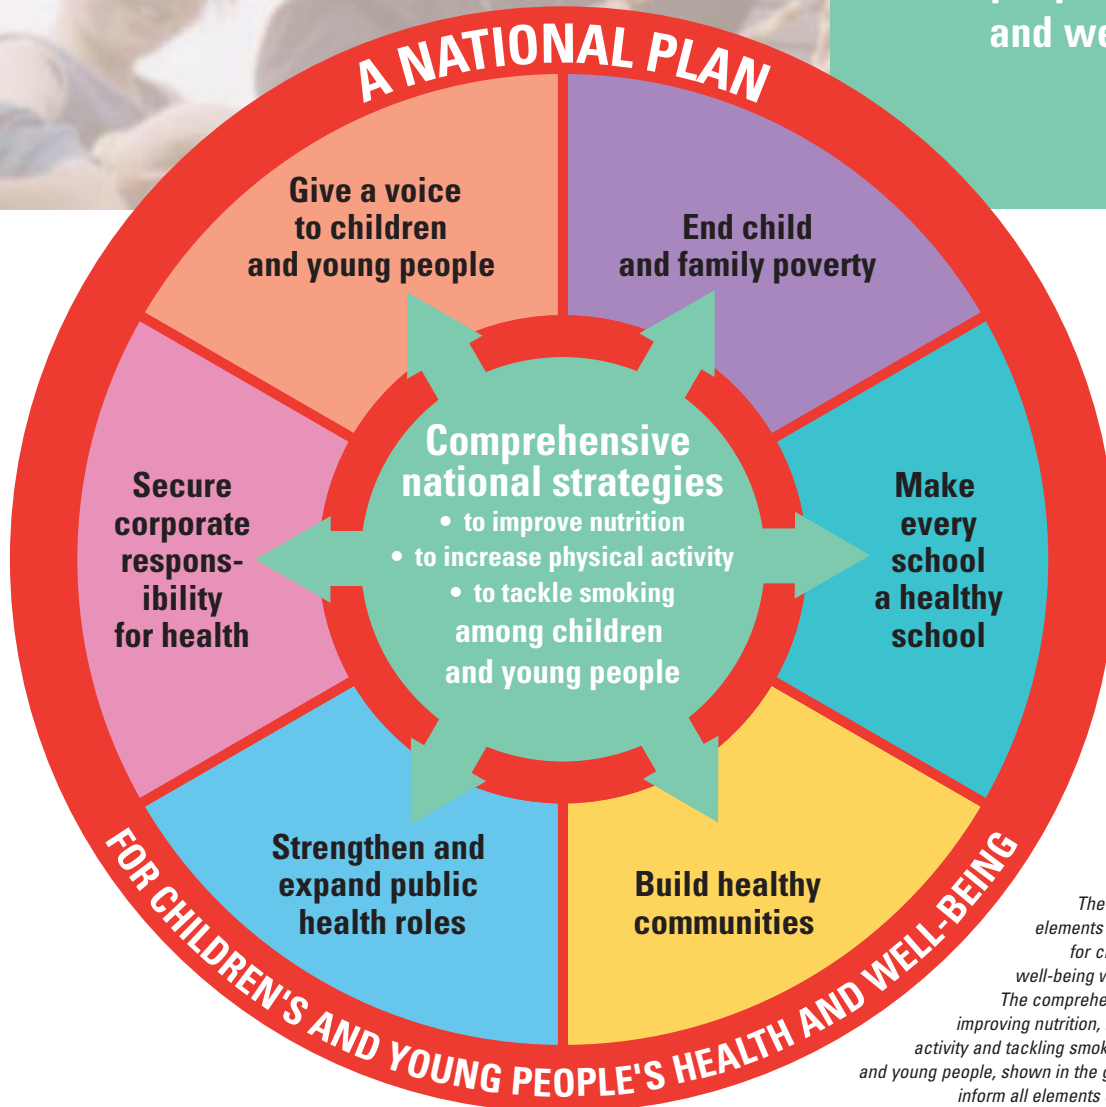 and we
A NATIONAL PLAN
Give a voice
to children
and young people
End child
and family poverty
Comprehensive
national strategies
• to improve nutrition
• to increase physical activity
• to tackle smoking
among children
and young people
Secure
corporate
respons-
ibility
for health
Make
every
school
a healthy
school
Strengthen and
expand public
health roles
Build healthy
communities
FOR CHILDREN'S AND YOUNG PEOPLE'S HEALTH AND WELL-BEING
The
elements
for c
well-being w
The comprehe
improving nutrition,
activity and tackling smok
and young people, shown in the g
inform all elements